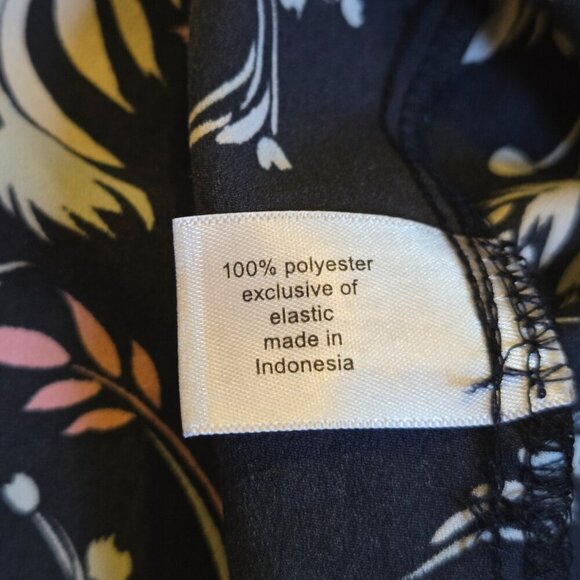 100% polyester
exclusive of
elastic
made in
Indonesia